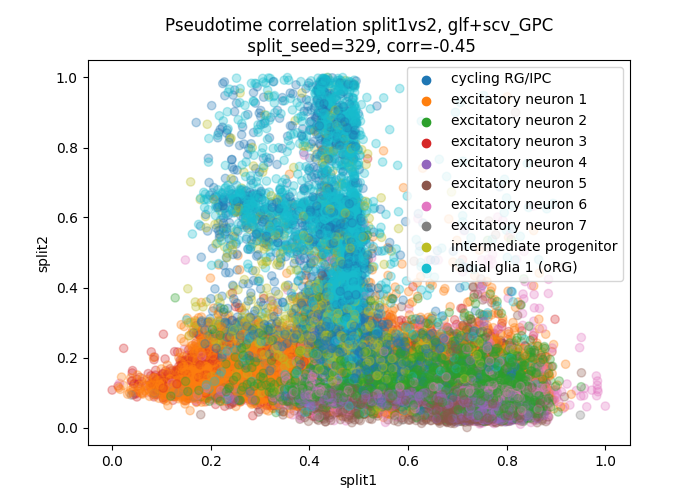 Pseudotime correlation split1vs2, glf+scv_GPC
split_seed=329, corr=-0.45
cycling RG/IPC
excitatory neuron 1
excitatory neuron 2
excitatory neuron 3
excitatory neuron 4
excitatory neuron 5
excitatory neuron 6
excitatory neuron 7
intermediate progenitor
radial glia 1 (oRG)
split2
1.0
0.8
0.6
0.4
0.2
0.0
0.0 0.2 0.4 0.6 0.8 1.0
split1